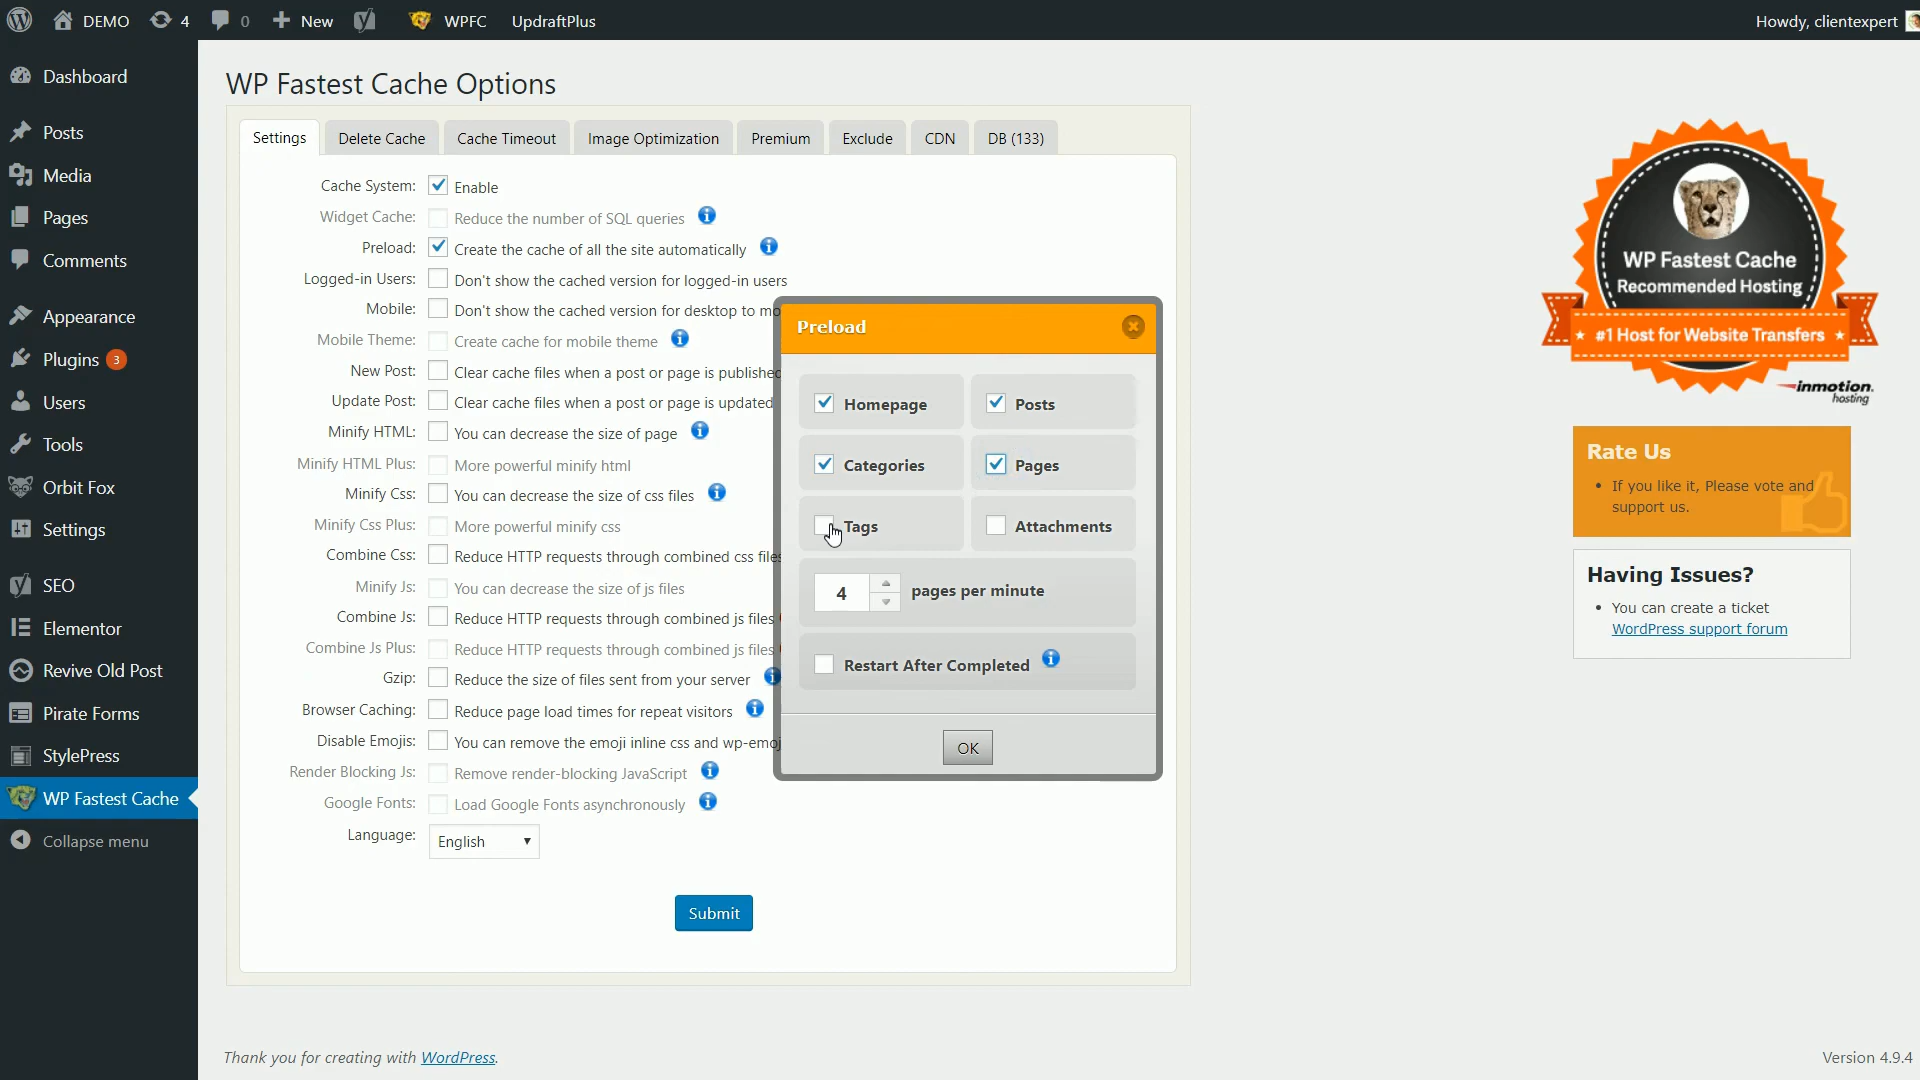 DEMO 4 0 New WPFC UpdraftPlus Howdy, clientexpert
Dashboard
Posts
Media
Pages
Comments
Appearance
Plugins 3
Users
Tools
Orbit Fox
Settings
SEO
Elementor
Revive Old Post
Pirate Forms
StylePress
WP Fastest Cache
Collapse menu
WP Fastest Cache Options
Settings Delete Cache Cache Timeout Image Optimization Premium Exclude CDN DB (133)
Cache System: Enable
Widget Cache: Reduce the number of SQL queries
Preload: Create the cache of all the site automatically
Logged-in Users: Don't show the cached version for logged-in users
Mobile: Don't show the cached version for desktop to mo
Mobile Theme: Create cache for mobile theme
New Post: Clear cache files when a post or page is published
Update Post: Clear cache files when a post or page is updated
Minify HTML: You can decrease the size of page
Minify HTML Plus: More powerful minify html
Minify Css: You can decrease the size of css files
Minify Css Plus: More powerful minify css
Combine Css: Reduce HTTP requests through combined css files
Minify Js: You can decrease the size of js files
Combine Js: Reduce HTTP requests through combined js files
Combine Js Plus: Reduce HTTP requests through combined js files
Gzip: Reduce the size of files sent from your server
Browser Caching: Reduce page load times for repeat visitors
Disable Emojis: You can remove the emoji inline css and wp-emoj
Render Blocking Js: Remove render-blocking JavaScript
Google Fonts: Load Google Fonts asynchronously
Language: English
Submit
Preload
Homepage Posts
Categories Pages
Tags Attachments
4 pages per minute
Restart After Completed
OK
WP Fastest Cache
Recommended Hosting
#1 Host for Website Transfers
inmotion
hosting
Rate Us
• If you like it, Please vote and
support us.
Having Issues?
• You can create a ticket
WordPress support forum
Thank you for creating with WordPress.
Version 4.9.4